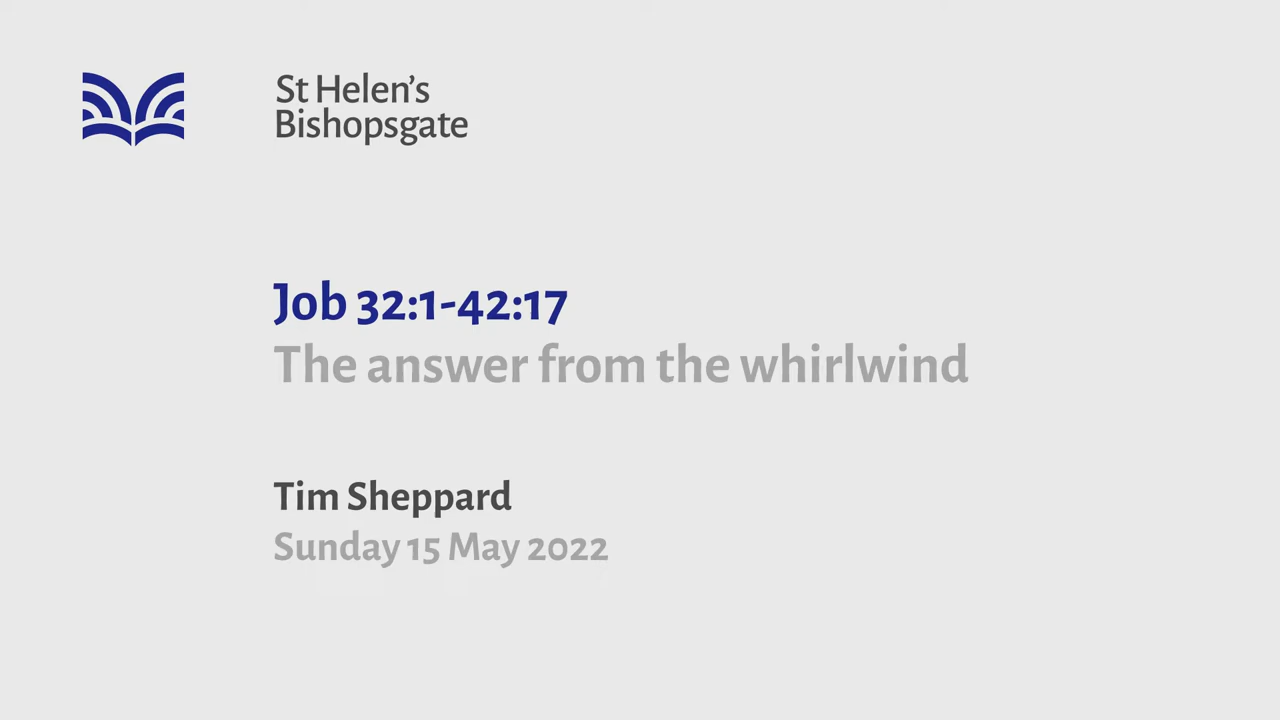 St Helen's
Bishopsgate
Job 32:1-42:17
The answer from the whirlwind
Tim Sheppard
Sunday 15 May 2022